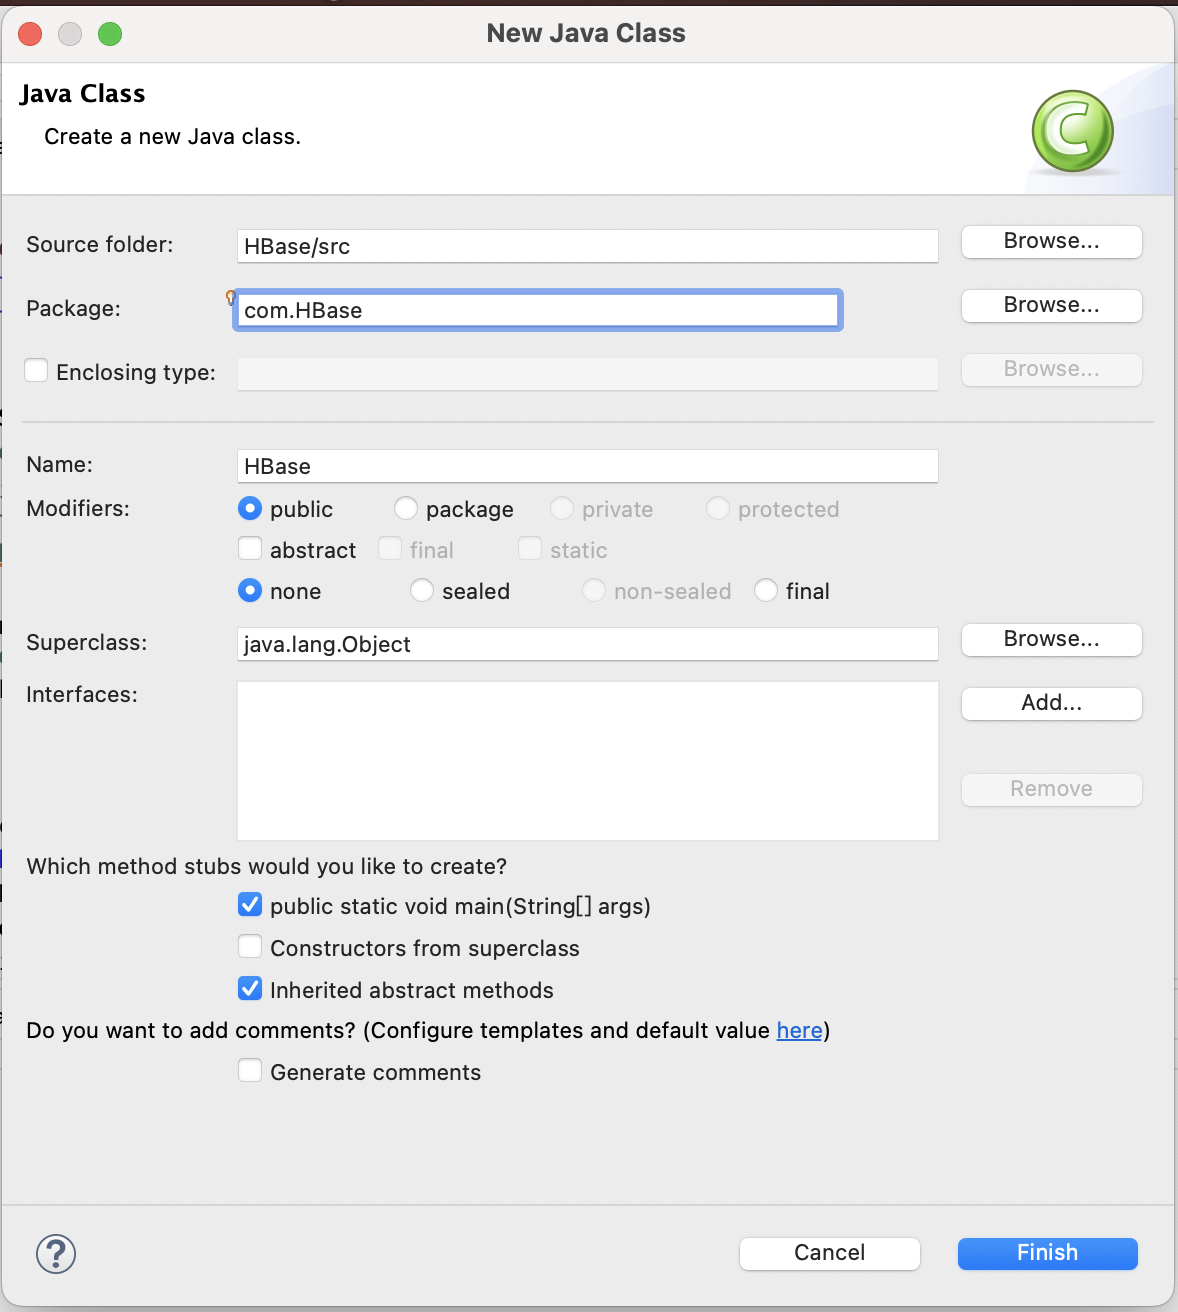 New Java Class
Java Class
Create a new Java class.
Source folder: HBase/src Browse...
Package: com.HBase Browse...
Enclosing type: Browse...
Name: HBase
Modifiers: public package private protected
abstract final static
none sealed non-sealed final
Superclass: java.lang.Object Browse...
Interfaces: Add...
Remove
Which method stubs would you like to create?
public static void main(String[] args)
Constructors from superclass
Inherited abstract methods
Do you want to add comments? (Configure templates and default value here)
Generate comments
? Cancel Finish